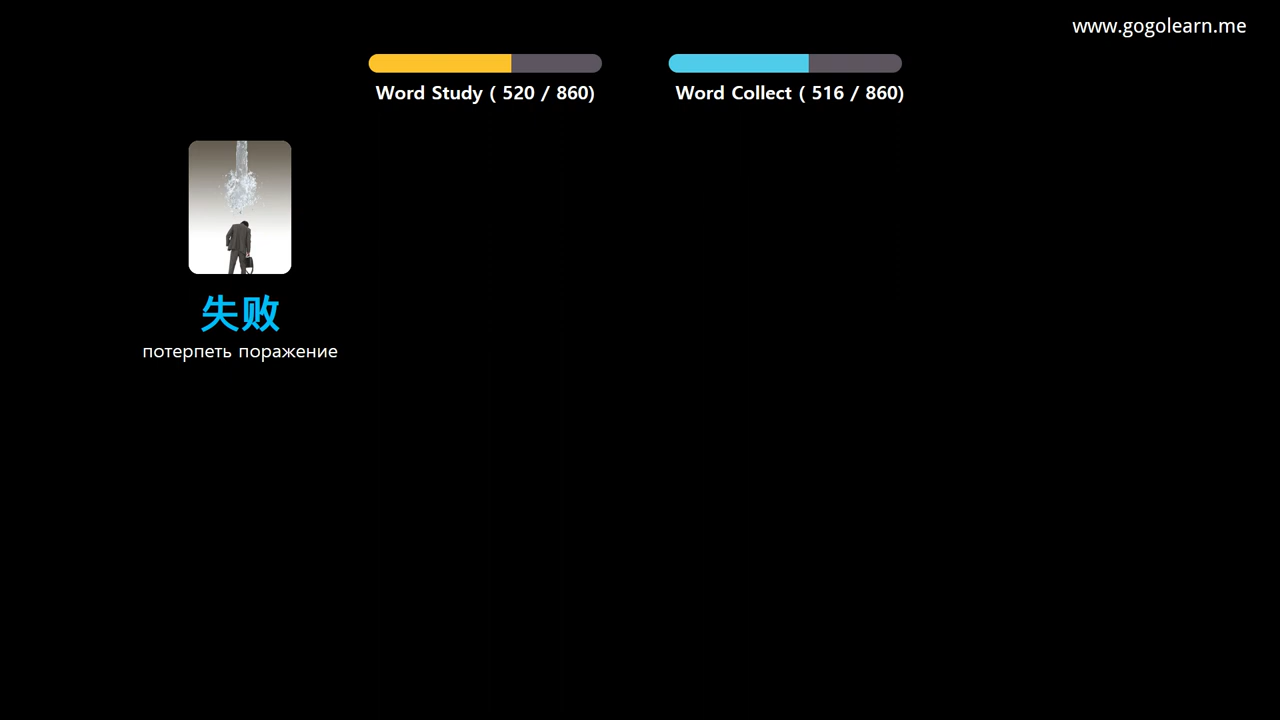 www.gogolearn.me
Word Study ( 520 / 860)
Word Collect ( 516 / 860)
失败
потерпеть поражение